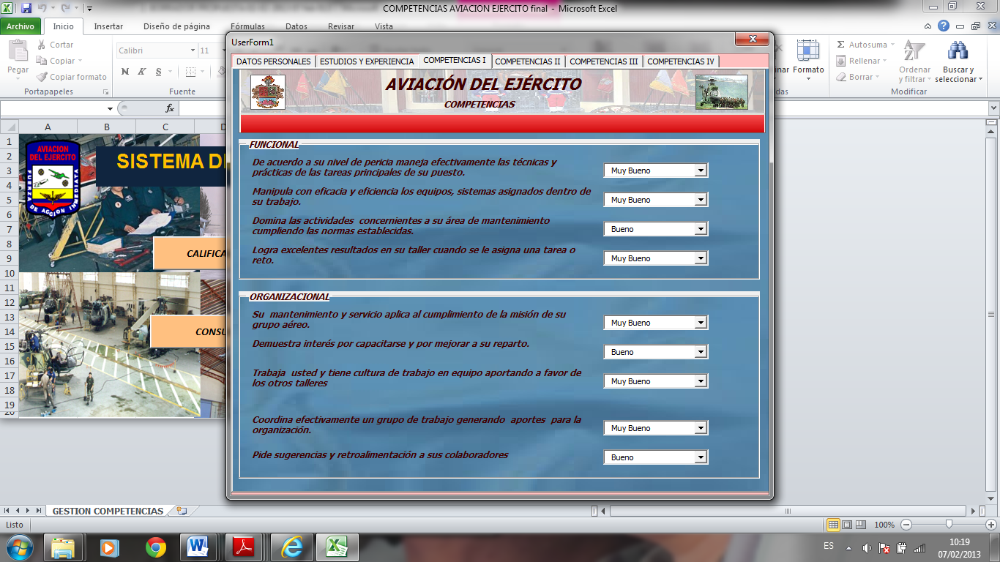 COMPETENCIAS AVIACION EJERCITO final - Microsoft Excel
Archivo Inicio Insertar Diseño de página Fórmulas Datos Revisar Vista
Pegar
Cortar
Copiar
Copiar formato
Portapapeles
Calibri 11
N K S
Fuente
Formato
Autosuma
Rellenar
Borrar
Ordenar y filtrar
Buscar y seleccionar
Modificar
fx
A B C D
1
2
3
4
5
6
7
8
9
10
11
12
13
14
15
16
17
18
19
20
AVIACION DEL EJERCITO
FUERZA DE ACCION INMEDIATA
SISTEMA DE
CALIFICA
CONSU
UserForm1
DATOS PERSONALES ESTUDIOS Y EXPERIENCIA COMPETENCIAS I COMPETENCIAS II COMPETENCIAS III COMPETENCIAS IV
AVIACIÓN DEL EJÉRCITO
COMPETENCIAS
FUNCIONAL
De acuerdo a su nivel de pericia maneja efectivamente las técnicas y
prácticas de las tareas principales de su puesto.
Muy Bueno
Manipula con eficacia y eficiencia los equipos, sistemas asignados dentro de
su trabajo.
Muy Bueno
Domina las actividades concernientes a su área de mantenimiento
cumpliendo las normas establecidas.
Bueno
Logra excelentes resultados en su taller cuando se le asigna una tarea o
reto.
Muy Bueno
ORGANIZACIONAL
Su mantenimiento y servicio aplica al cumplimiento de la misión de su
grupo aéreo.
Muy Bueno
Demuestra interés por capacitarse y por mejorar a su reparto.
Bueno
Trabaja usted y tiene cultura de trabajo en equipo aportando a favor de
los otros talleres
Muy Bueno
Coordina efectivamente un grupo de trabajo generando aportes para la
organización.
Muy Bueno
Pide sugerencias y retroalimentación a sus colaboradores
Bueno
GESTION COMPETENCIAS
Listo
100%
ES
10:19
07/02/2013